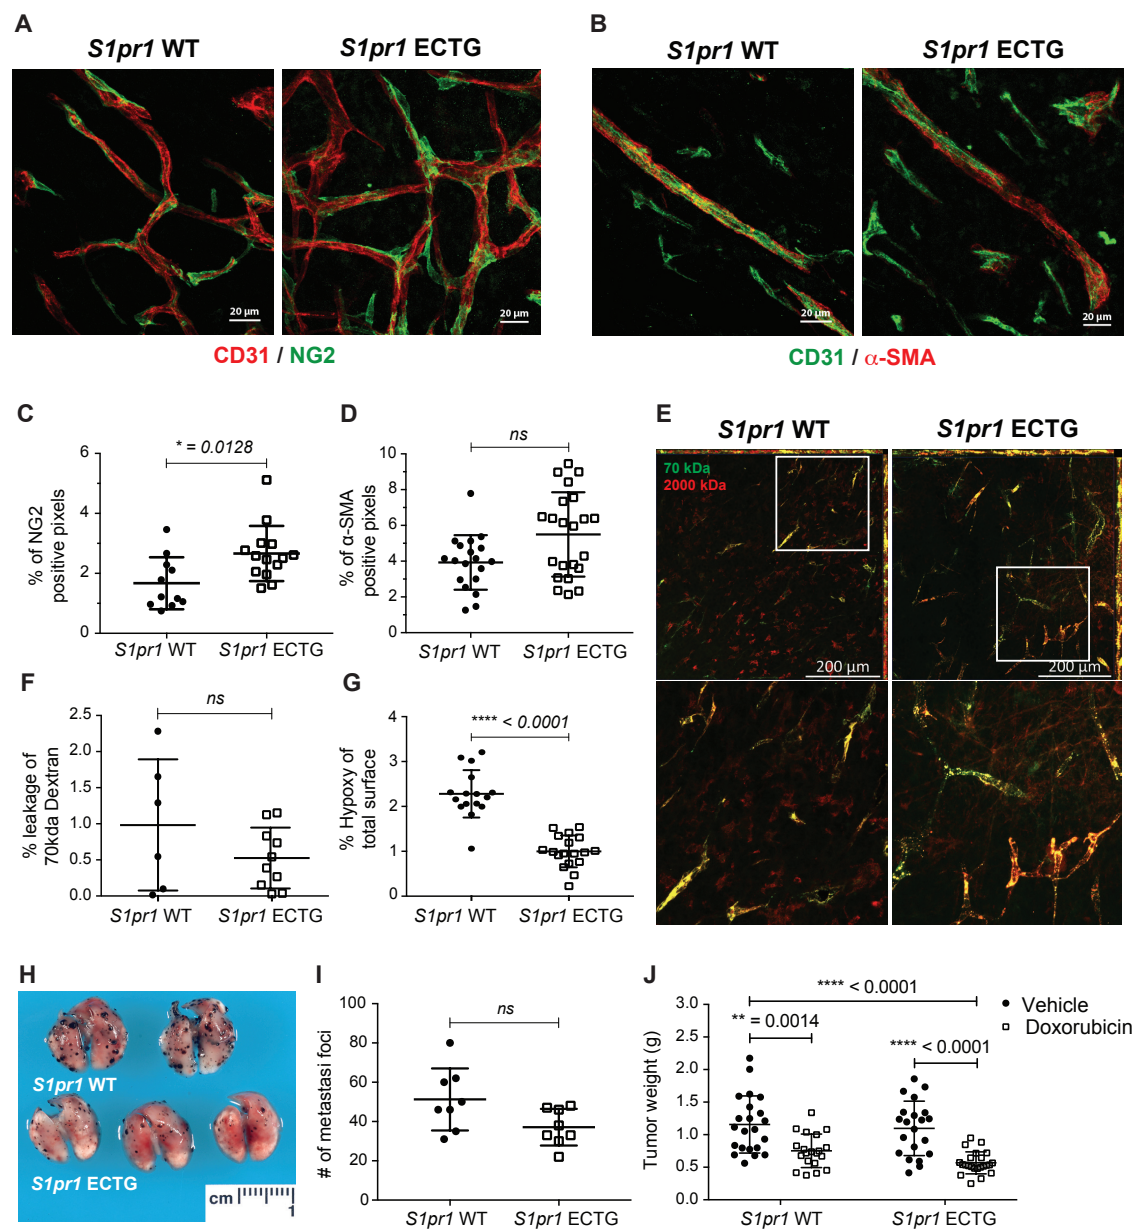 A
S1pr1 WT
S1pr1 ECTG
20 µm
20 µm
CD31 / NG2
B
S1pr1 WT
S1pr1 ECTG
20 µm
20 µm
CD31 / α-SMA
C
* = 0.0128
% of NG2
positive pixels
6
4
2
0
S1pr1 WT
S1pr1 ECTG
D
ns
% of α-SMA
positive pixels
10
8
6
4
2
0
S1pr1 WT
S1pr1 ECTG
E
S1pr1 WT
S1pr1 ECTG
70 kDa
2000 kDa
200 µm
200 µm
F
ns
% leakage of
70kda Dextran
2.5
2.0
1.5
1.0
0.5
0.0
S1pr1 WT
S1pr1 ECTG
G
**** < 0.0001
% Hypoxy of
total surface
4
3
2
1
0
S1pr1 WT
S1pr1 ECTG
H
S1pr1 WT
S1pr1 ECTG
cm
1
I
ns
# of metastasi foci
100
80
60
40
20
0
S1pr1 WT
S1pr1 ECTG
J
**** < 0.0001
** = 0.0014
**** < 0.0001
Vehicle
Doxorubicin
Tumor weight (g)
3.0
2.5
2.0
1.5
1.0
0.5
0.0
S1pr1 WT
S1pr1 ECTG